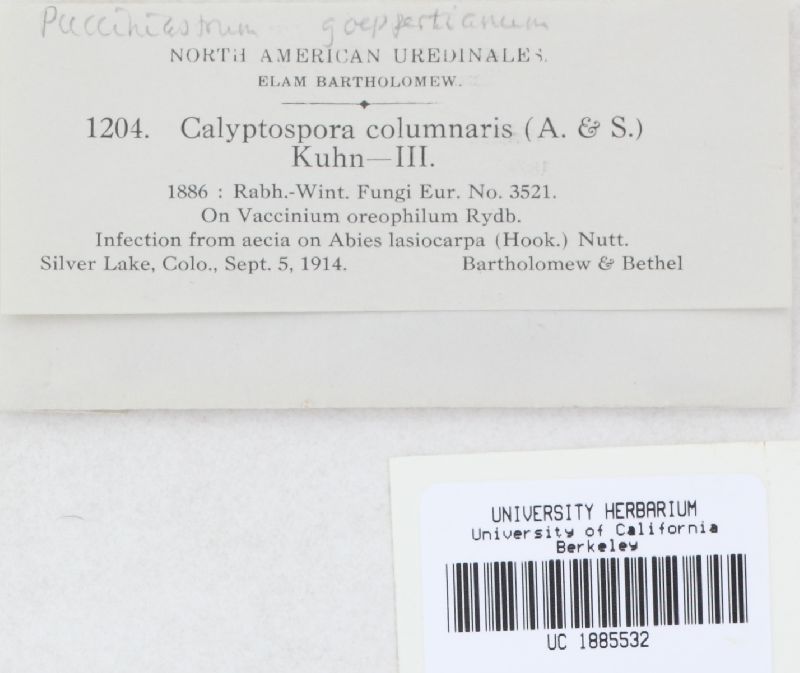 Pucciniastrum goeppertianum
NORTH AMERICAN UREDINALES.
ELAM BARTHOLOMEW.
1204. Calyptospora columnaris (A. & S.)
Kuhn—III.
1886 : Rabh.-Wint. Fungi Eur. No. 3521.
On Vaccinium oreophilum Rydb.
Infection from aecia on Abies lasiocarpa (Hook.) Nutt.
Silver Lake, Colo., Sept. 5, 1914. Bartholomew & Bethel
UNIVERSITY HERBARIUM
University of California
Berkeley
UC 1885532